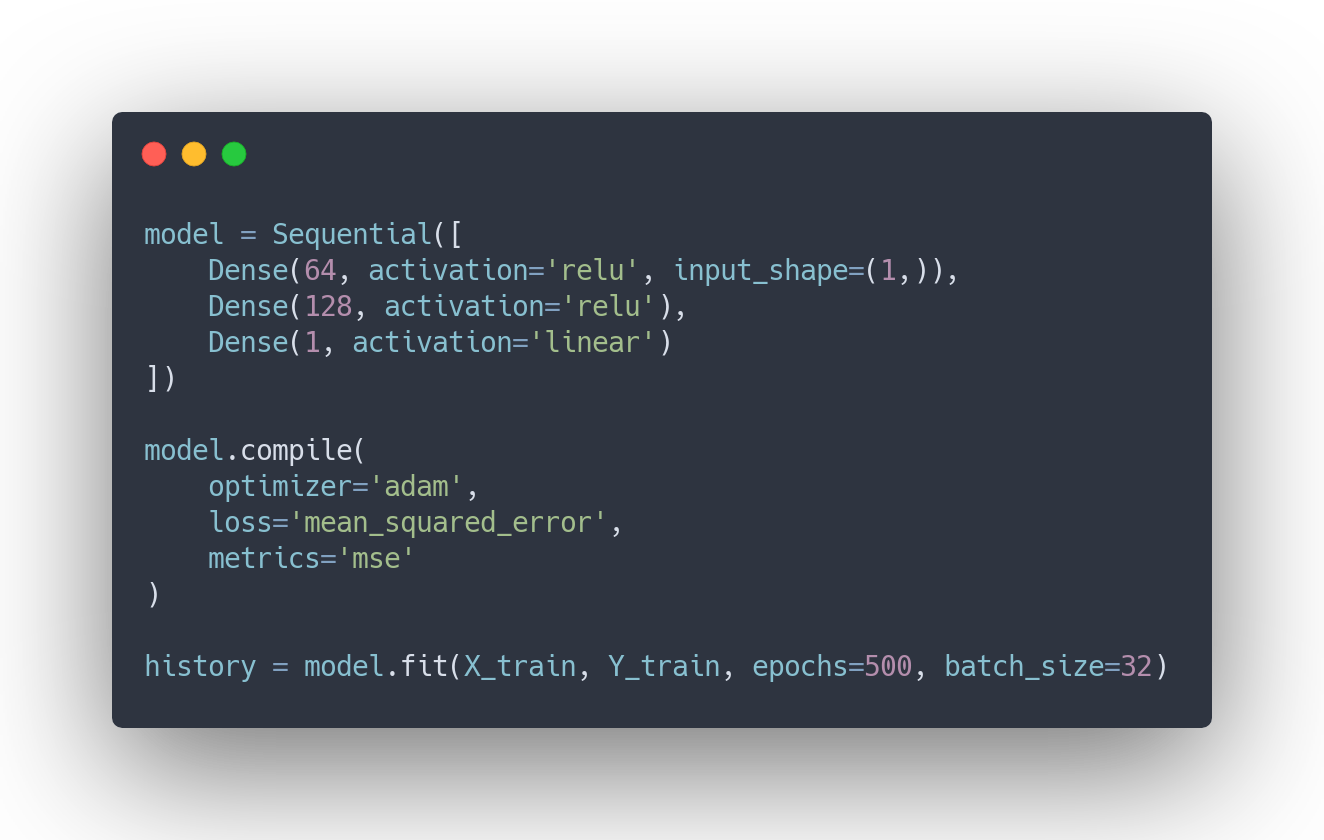 model = Sequential([
    Dense(64, activation='relu', input_shape=(1,)),
    Dense(128, activation='relu'),
    Dense(1, activation='linear')
])

model.compile(
    optimizer='adam',
    loss='mean_squared_error',
    metrics='mse'
)

history = model.fit(X_train, Y_train, epochs=500, batch_size=32)